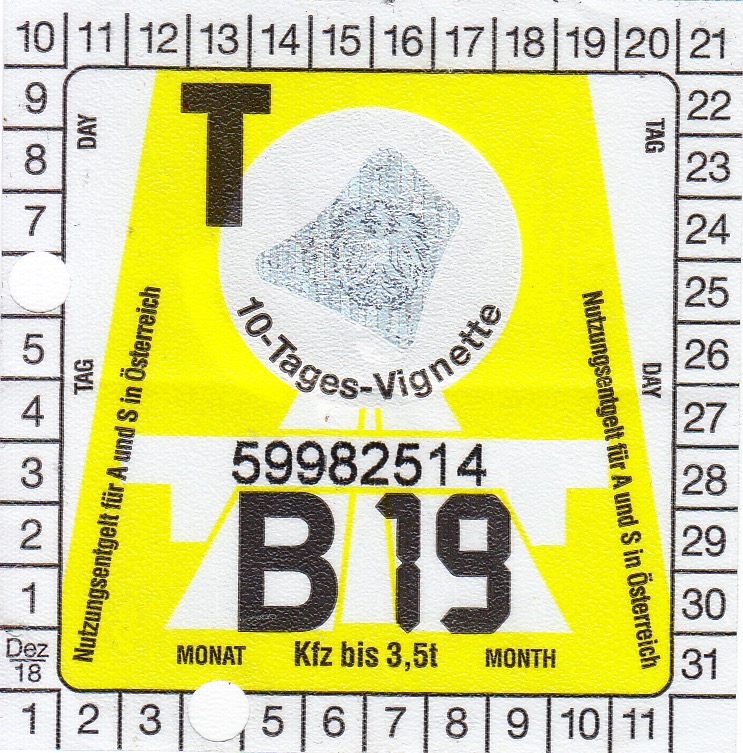 10 11 12 13 14 15 16 17 18 19 20 21
9
8
7
5
4
3
2
1
Dez
18
22
23
24
25
26
27
28
29
30
31
DAY
TAG
TAG
DAY
T
10-Tages-Vignette
Nutzungsentgelt für A und S in Österreich
Nutzungsentgelt für A und S in Österreich
59982514
B 19
MONAT Kfz bis 3,5t MONTH
1 2 3 5 6 7 8 9 10 11